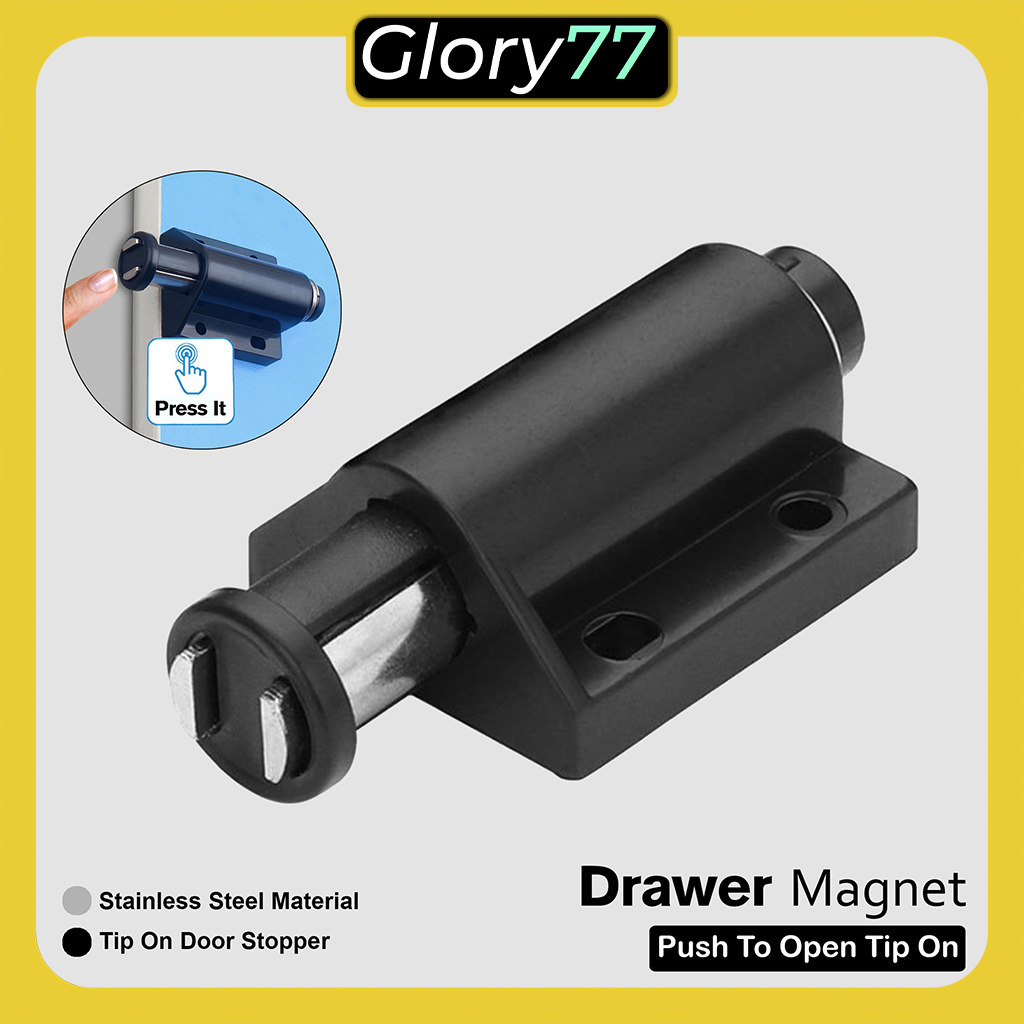 Glory77
Press It
Stainless Steel Material
Tip On Door Stopper
Drawer Magnet
Push To Open Tip On